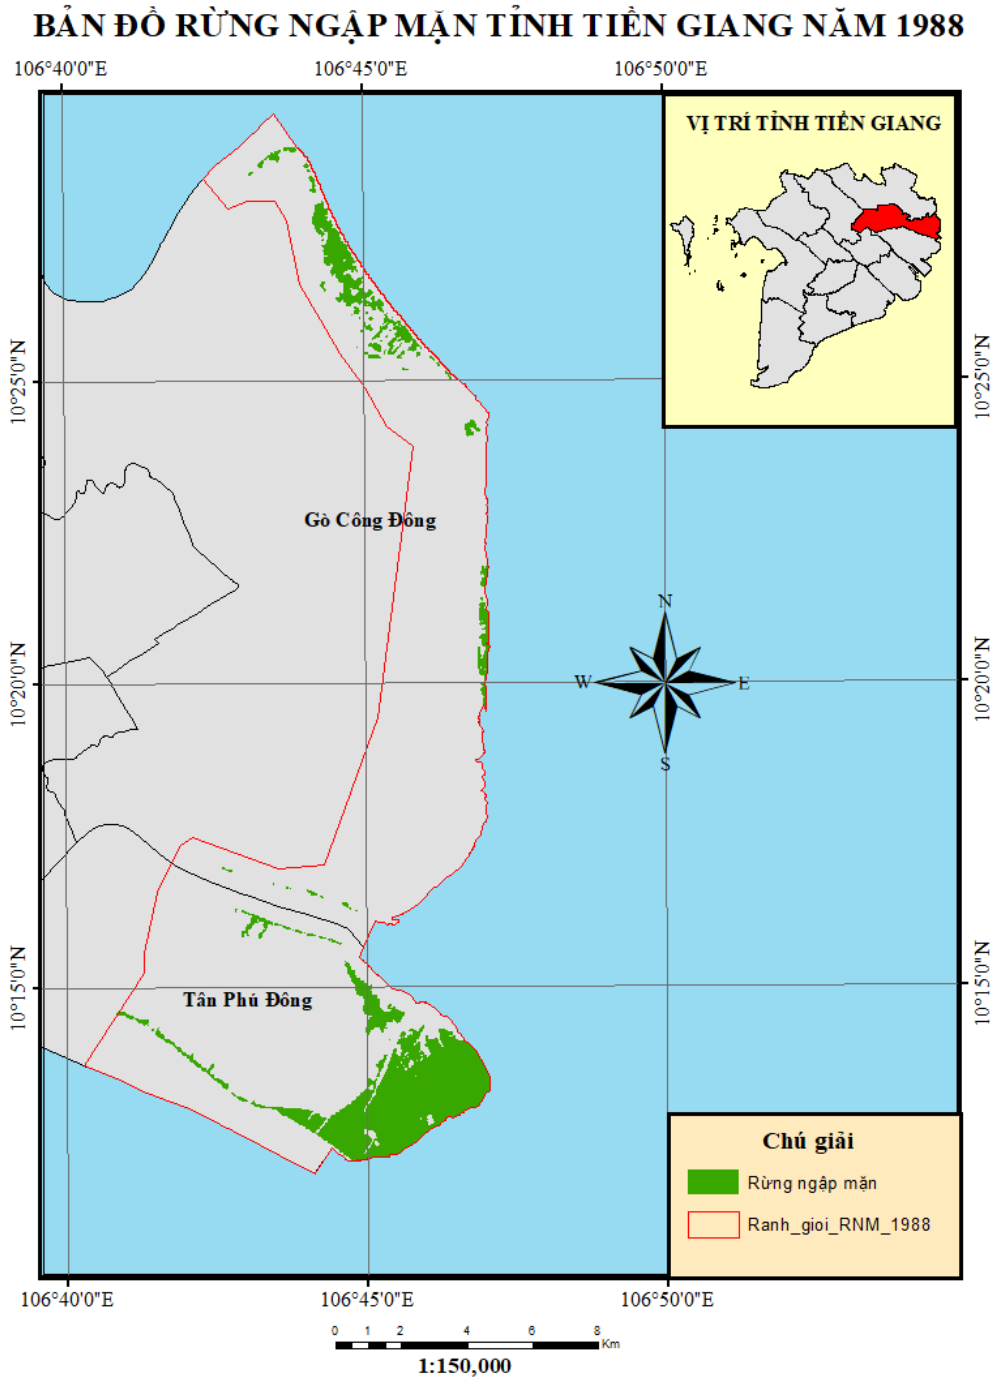 BẢN ĐỒ RỪNG NGẬP MẶN TỈNH TIỀN GIANG NĂM 1988
106°40'0"E 106°45'0"E 106°50'0"E
VỊ TRÍ TỈNH TIỀN GIANG
10°25'0"N 10°25'0"N
Gò Công Đông
N
W E
S
10°20'0"N 10°20'0"N
10°15'0"N 10°15'0"N
Tân Phú Đông
Chú giải
Rừng ngập mặn
Ranh_gioi_RNM_1988
106°40'0"E 106°45'0"E 106°50'0"E
0 1 2 4 6 8
Km
1:150,000